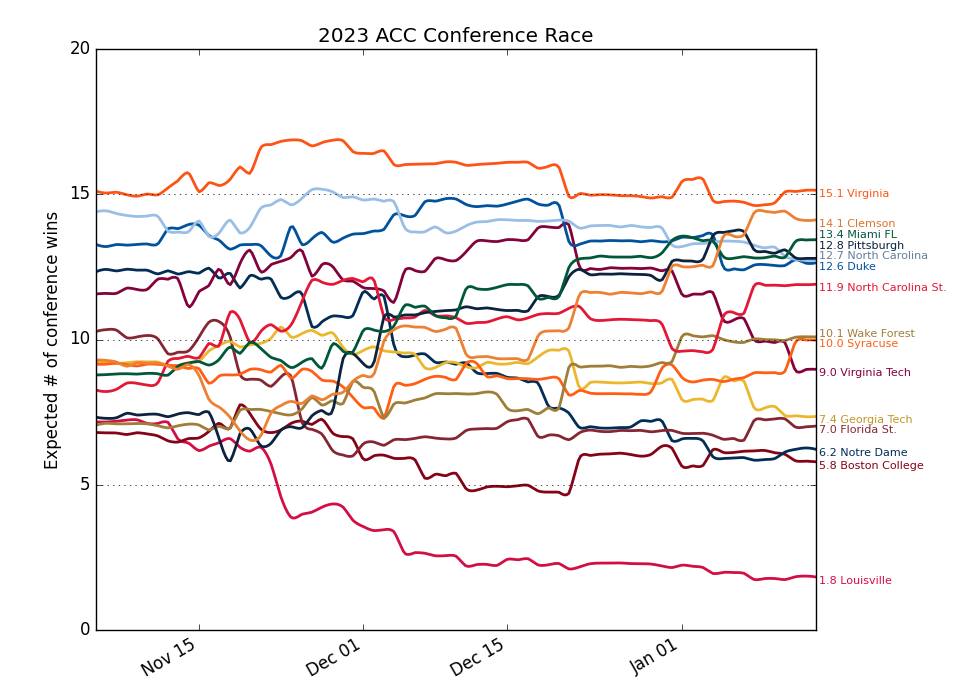 2023 ACC Conference Race
Expected # of conference wins
20
15
10
5
0
Nov 15
Dec 01
Dec 15
Jan 01
15.1 Virginia
14.1 Clemson
13.4 Miami FL
12.8 Pittsburgh
12.7 North Carolina
12.6 Duke
11.9 North Carolina St.
10.1 Wake Forest
10.0 Syracuse
9.0 Virginia Tech
7.4 Georgia Tech
7.0 Florida St.
6.2 Notre Dame
5.8 Boston College
1.8 Louisville